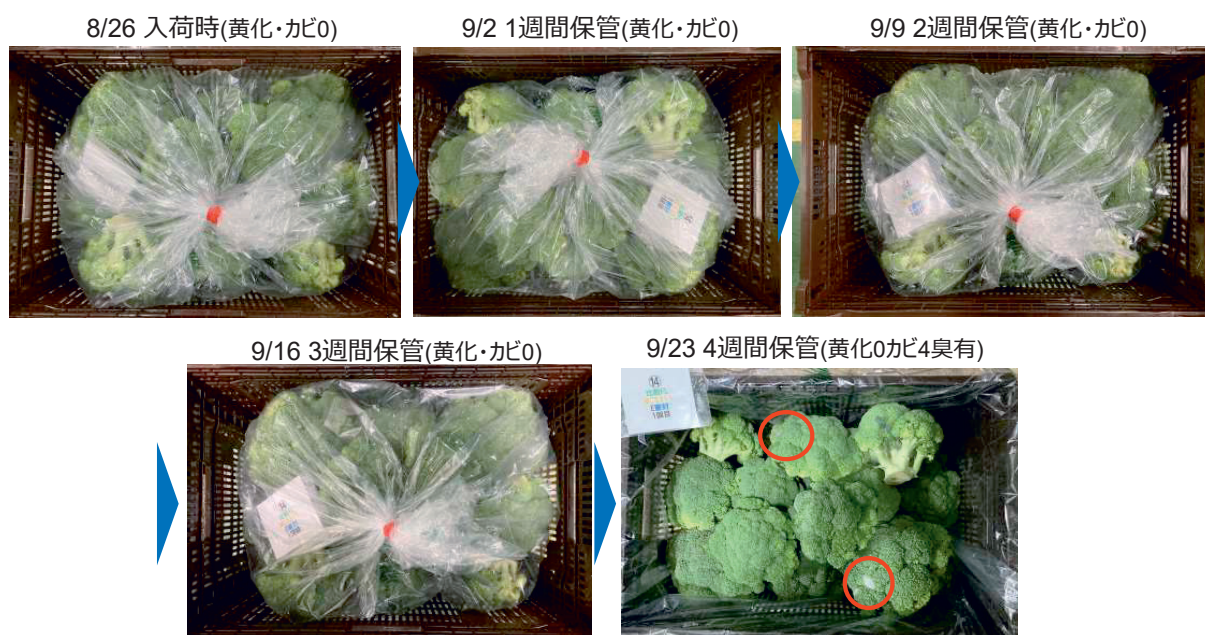 8/26 入荷時(黄化・カビ0)
9/2 1週間保管(黄化・カビ0)
9/9 2週間保管(黄化・カビ0)
9/16 3週間保管(黄化・カビ0)
9/23 4週間保管(黄化0カビ4臭有)
⑭